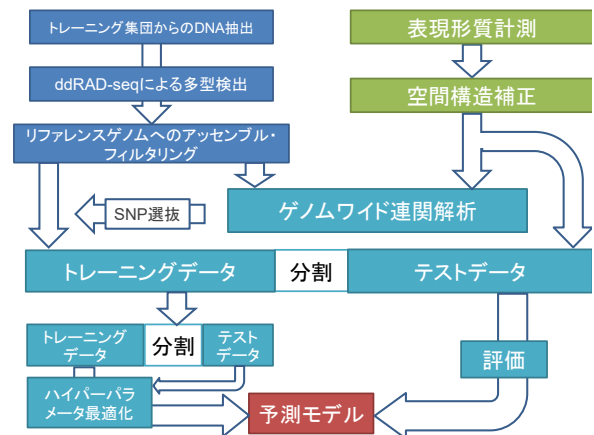 トレーニング集団からのDNA抽出
表現形質計測
ddRAD-seqによる多型検出
空間構造補正
リファレンスゲノムへのアッセンブル・
フィルタリング
SNP選抜
ゲノムワイド連関解析
トレーニングデータ
分割
テストデータ
トレーニング
データ
分割
テスト
データ
評価
ハイパーパラ
メータ最適化
予測モデル